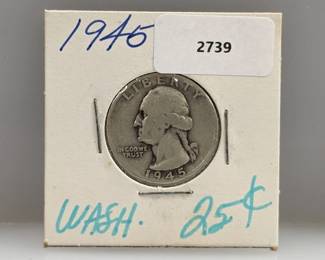 1945
2739
LIBERTY
IN GOD WE
TRUST
1945
WASH. 25¢